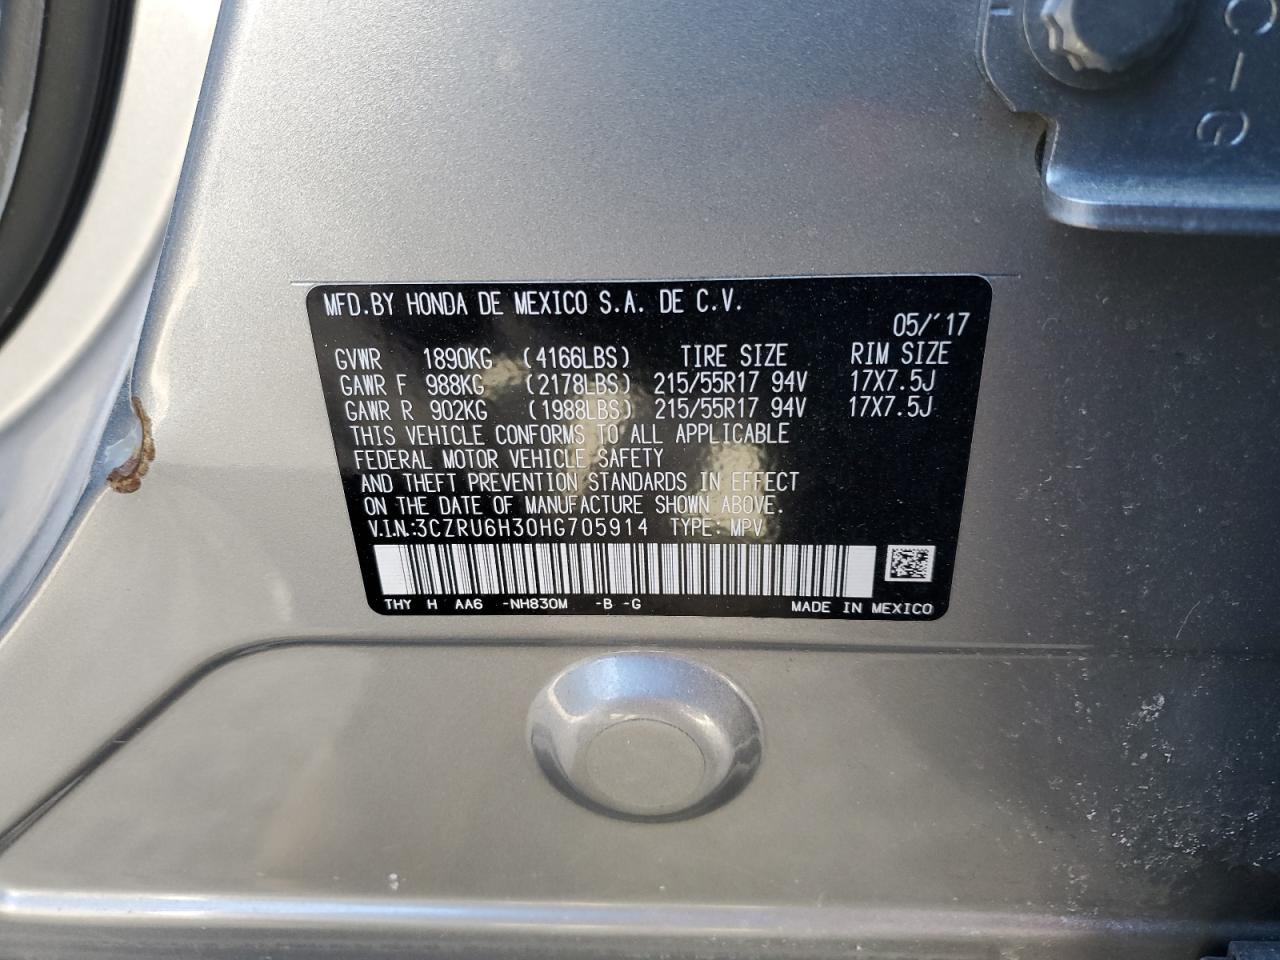 C-G
MFD.BY HONDA DE MEXICO S.A. DE C.V.
05/'17
GVWR 1890KG (4166LBS) TIRE SIZE RIM SIZE
GAWR F 988KG (2178LBS) 215/55R17 94V 17X7.5J
GAWR R 902KG (1988LBS) 215/55R17 94V 17X7.5J
THIS VEHICLE CONFORMS TO ALL APPLICABLE
FEDERAL MOTOR VEHICLE SAFETY
AND THEFT PREVENTION STANDARDS IN EFFECT
ON THE DATE OF MANUFACTURE SHOWN ABOVE.
V.I.N.:3CZRU6H30HG705914 TYPE: MPV
THY H AA6 -NH830M -B -G MADE IN MEXICO